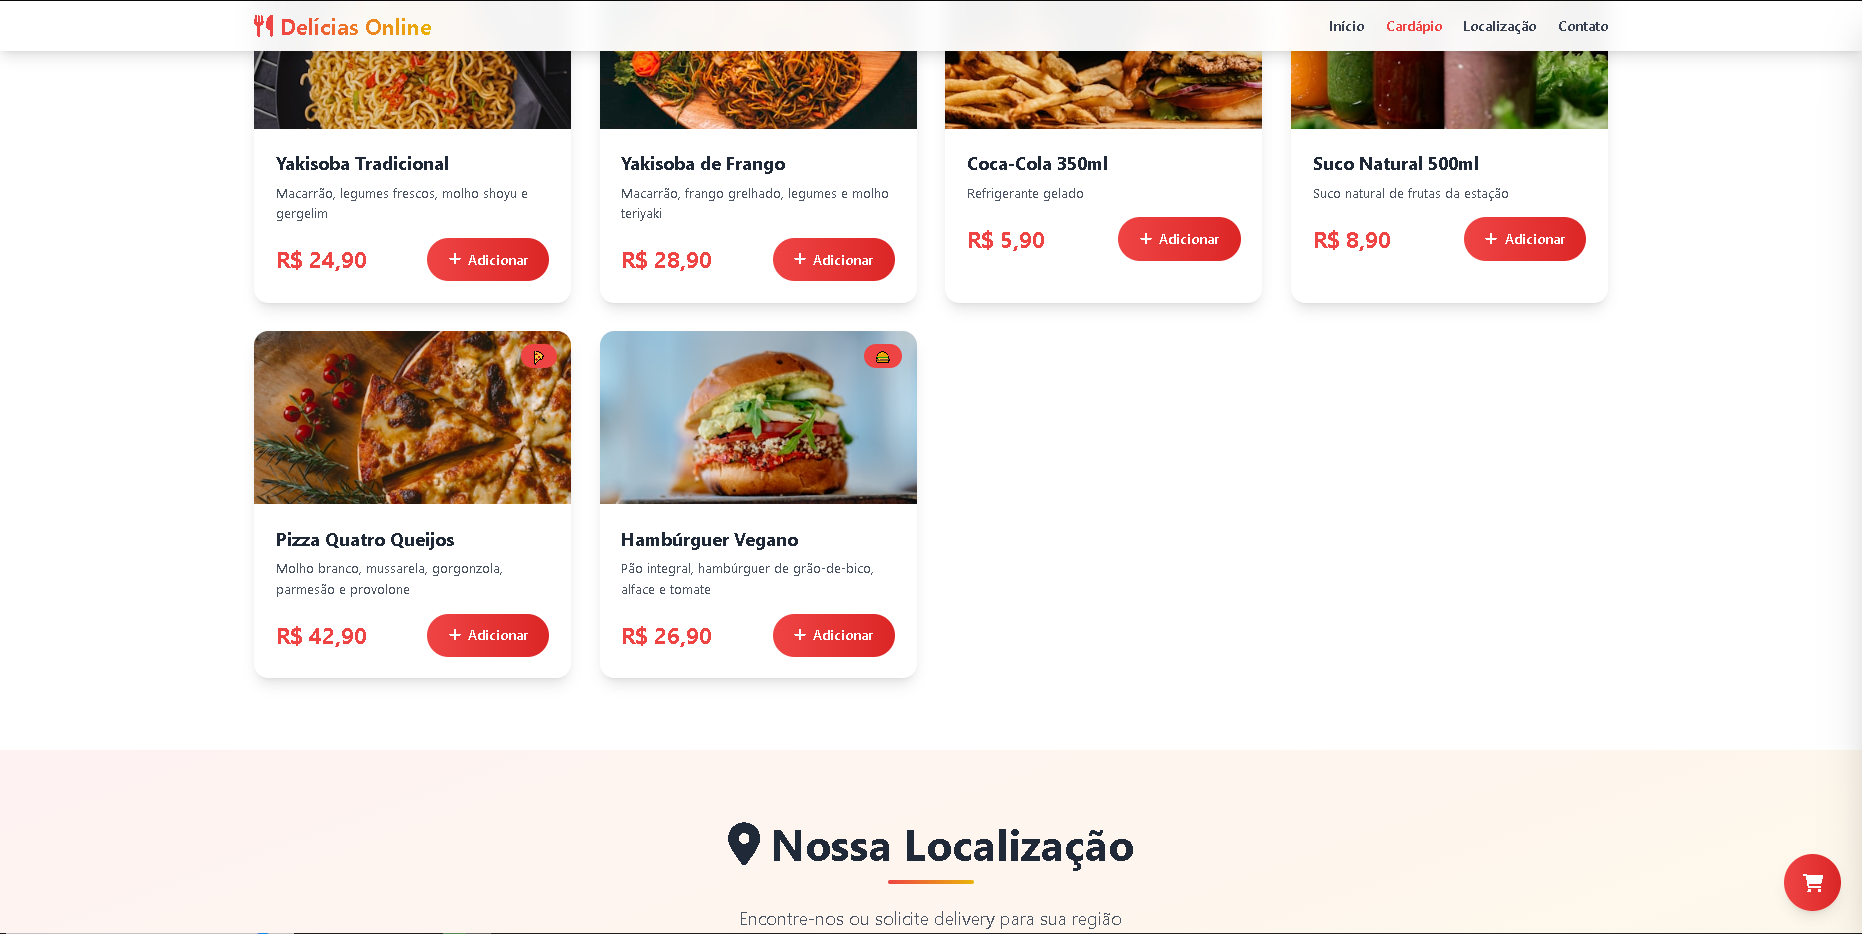 Delícias Online
Início Cardápio Localização Contato
Yakisoba Tradicional
Macarrão, legumes frescos, molho shoyu e
gergelim
R$ 24,90
Adicionar
Yakisoba de Frango
Macarrão, frango grelhado, legumes e molho
teriyaki
R$ 28,90
Adicionar
Coca-Cola 350ml
Refrigerante gelado
R$ 5,90
Adicionar
Suco Natural 500ml
Suco natural de frutas da estação
R$ 8,90
Adicionar
Pizza Quatro Queijos
Molho branco, mussarela, gorgonzola,
parmesão e provolone
R$ 42,90
Adicionar
Hambúrguer Vegano
Pão integral, hambúrguer de grão-de-bico,
alface e tomate
R$ 26,90
Adicionar
Nossa Localização
Encontre-nos ou solicite delivery para sua região